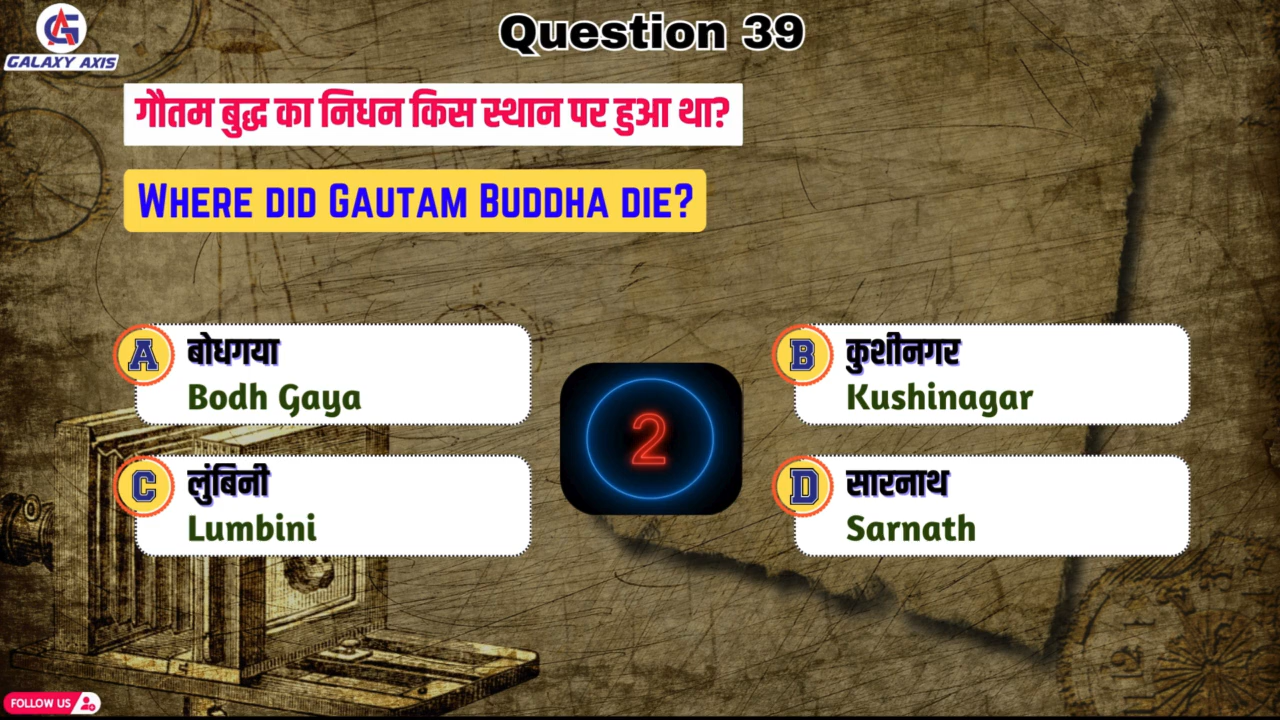 GALAXY AXIS
Question 39
गौतम बुद्ध का निधन किस स्थान पर हुआ था?
WHERE DID GAUTAM BUDDHA DIE?
A
बोधगया
Bodh Gaya
B
कुशीनगर
Kushinagar
2
C
लुंबिनी
Lumbini
D
सारनाथ
Sarnath
FOLLOW US